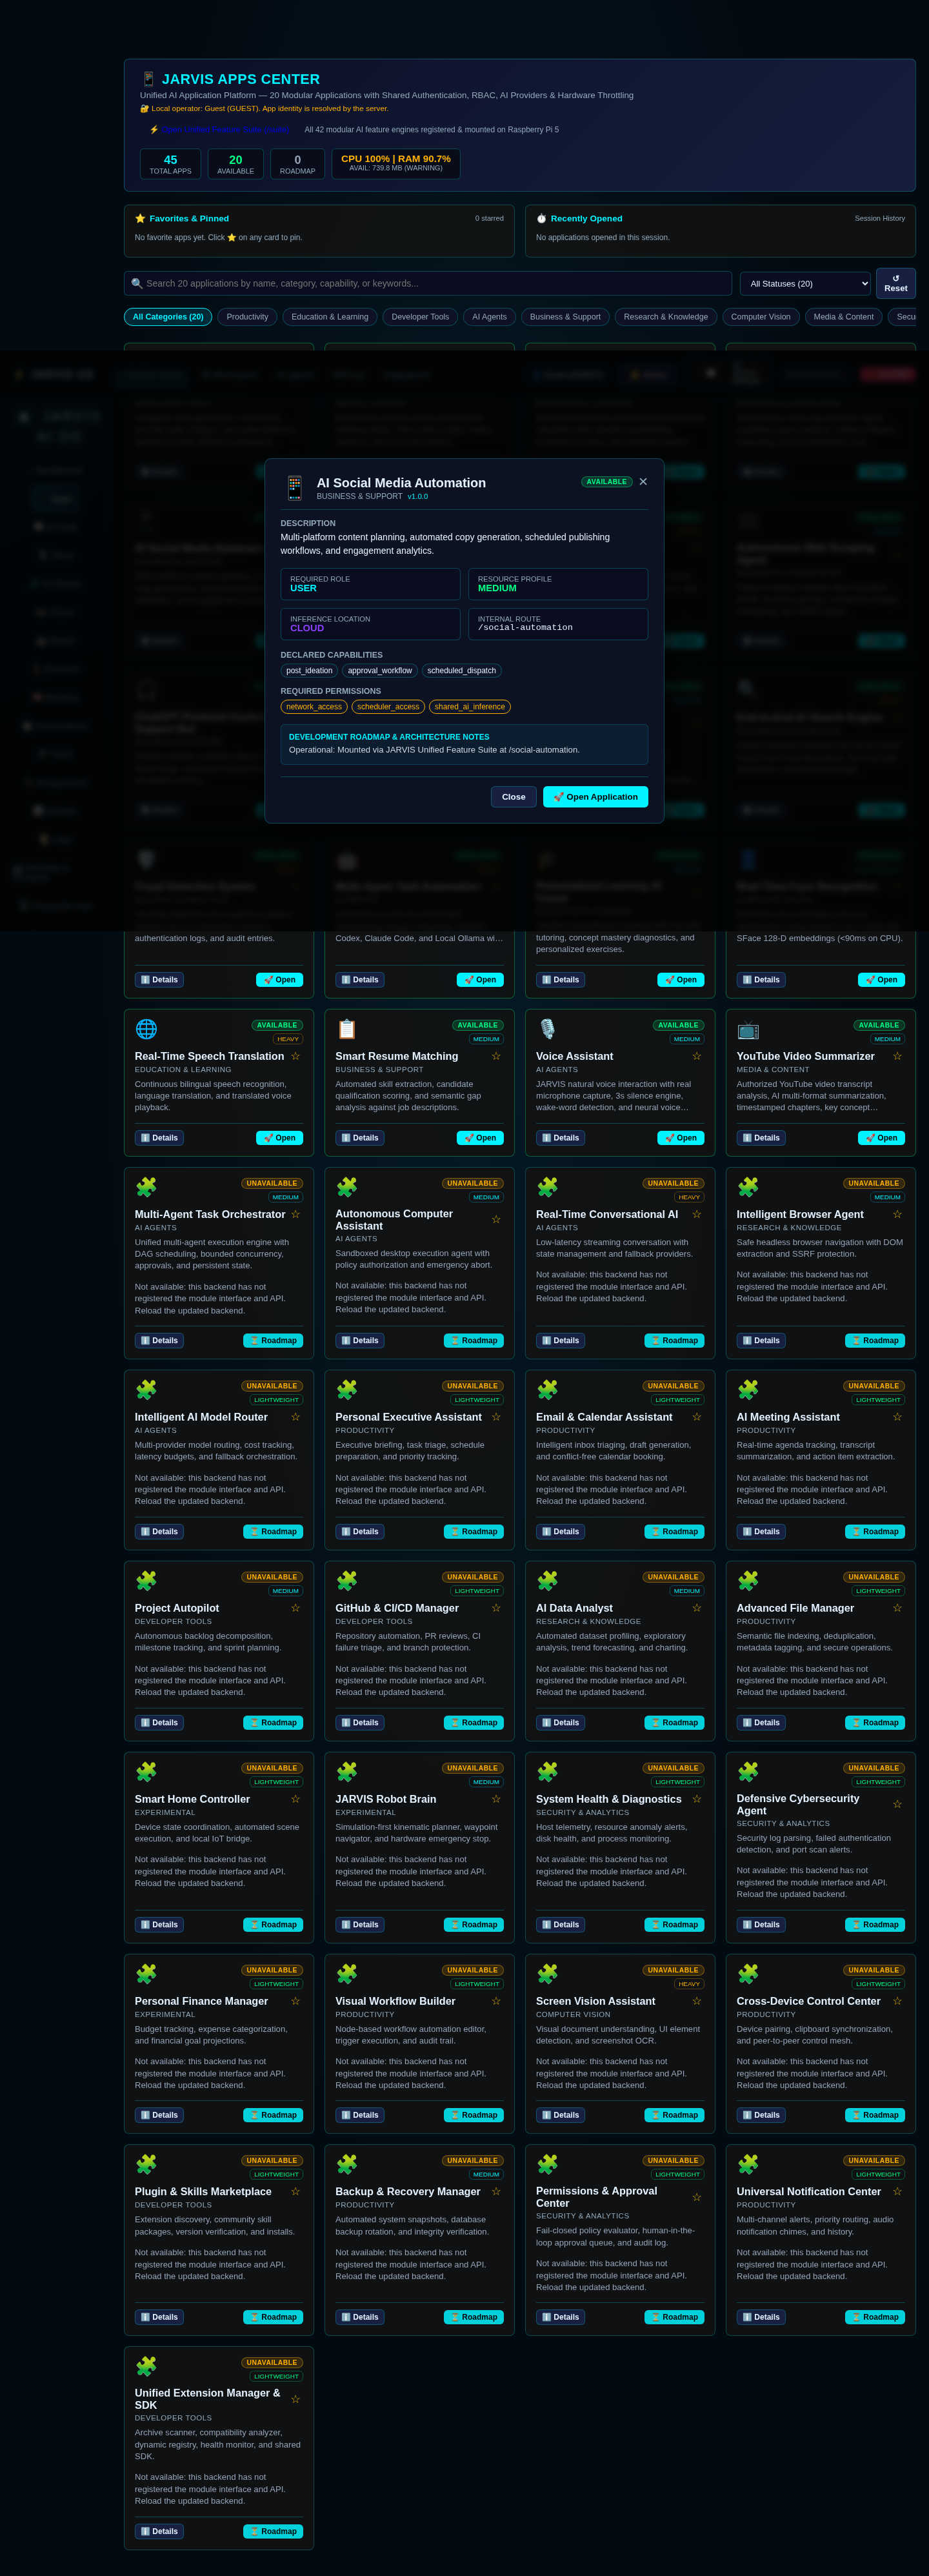 JARVIS APPS CENTER
Unified AI Application Platform — 20 Modular Applications with Shared Authentication, RBAC, AI Providers & Hardware Throttling
Local operator: Guest (GUEST). App identity is resolved by the server.
All 42 modular AI feature engines registered & mounted on Raspberry Pi 5
45
TOTAL APPS
20
AVAILABLE
0
ROADMAP
CPU 100% | RAM 90.7%
AVAIL: 739.8 MB (WARNING)
Favorites & Pinned
0 starred
No favorite apps yet. Click ⭐ on any card to pin.
Recently Opened
Session History
No applications opened in this session.
Search 20 applications by name, category, capability, or keywords...
All Statuses (20)
↺ Reset
All Categories (20)
Productivity
Education & Learning
Developer Tools
AI Agents
Business & Support
Research & Knowledge
Computer Vision
Media & Content
Secu
AI Social Media Automation
AVAILABLE
✕
BUSINESS & SUPPORT v1.0.0
DESCRIPTION
Multi-platform content planning, automated copy generation, scheduled publishing
workflows, and engagement analytics.
REQUIRED ROLE
USER
RESOURCE PROFILE
MEDIUM
INFERENCE LOCATION
CLOUD
INTERNAL ROUTE
/social-automation
DECLARED CAPABILITIES
post_ideation approval_workflow scheduled_dispatch
REQUIRED PERMISSIONS
network_access scheduler_access shared_ai_inference
DEVELOPMENT ROADMAP & ARCHITECTURE NOTES
Operational: Mounted via JARVIS Unified Feature Suite at /social-automation.
Close
Open Application
authentication logs, and audit entries.
Details
Open
Codex, Claude Code, and Local Ollama wi...
Details
Open
tutoring, concept mastery diagnostics, and
personalized exercises.
Details
Open
SFace 128-D embeddings (<90ms on CPU).
Details
Open
AVAILABLE
HEAVY
Real-Time Speech Translation ☆
EDUCATION & LEARNING
Continuous bilingual speech recognition,
language translation, and translated voice
playback.
Details
Open
AVAILABLE
MEDIUM
Smart Resume Matching ☆
BUSINESS & SUPPORT
Automated skill extraction, candidate
qualification scoring, and semantic gap
analysis against job descriptions.
Details
Open
AVAILABLE
MEDIUM
Voice Assistant ☆
AI AGENTS
JARVIS natural voice interaction with real
microphone capture, 3s silence engine,
wake-word detection, and neural voice...
Details
Open
AVAILABLE
MEDIUM
YouTube Video Summarizer ☆
MEDIA & CONTENT
Authorized YouTube video transcript
analysis, AI multi-format summarization,
timestamped chapters, key concept...
Details
Open
UNAVAILABLE
MEDIUM
Multi-Agent Task Orchestrator ☆
AI AGENTS
Unified multi-agent execution engine with
DAG scheduling, bounded concurrency,
approvals, and persistent state.
Not available: this backend has not
registered the module interface and API.
Reload the updated backend.
Details
Roadmap
UNAVAILABLE
MEDIUM
Autonomous Computer
Assistant ☆
AI AGENTS
Sandboxed desktop execution agent with
policy authorization and emergency abort.
Not available: this backend has not
registered the module interface and API.
Reload the updated backend.
Details
Roadmap
UNAVAILABLE
HEAVY
Real-Time Conversational AI ☆
AI AGENTS
Low-latency streaming conversation with
state management and fallback providers.
Not available: this backend has not
registered the module interface and API.
Reload the updated backend.
Details
Roadmap
UNAVAILABLE
MEDIUM
Intelligent Browser Agent ☆
RESEARCH & KNOWLEDGE
Safe headless browser navigation with DOM
extraction and SSRF protection.
Not available: this backend has not
registered the module interface and API.
Reload the updated backend.
Details
Roadmap
UNAVAILABLE
LIGHTWEIGHT
Intelligent AI Model Router ☆
AI AGENTS
Multi-provider model routing, cost tracking,
latency budgets, and fallback orchestration.
Not available: this backend has not
registered the module interface and API.
Reload the updated backend.
Details
Roadmap
UNAVAILABLE
LIGHTWEIGHT
Personal Executive Assistant ☆
PRODUCTIVITY
Executive briefing, task triage, schedule
preparation, and priority tracking.
Not available: this backend has not
registered the module interface and API.
Reload the updated backend.
Details
Roadmap
UNAVAILABLE
LIGHTWEIGHT
Email & Calendar Assistant ☆
PRODUCTIVITY
Intelligent inbox triaging, draft generation,
and conflict-free calendar booking.
Not available: this backend has not
registered the module interface and API.
Reload the updated backend.
Details
Roadmap
UNAVAILABLE
LIGHTWEIGHT
AI Meeting Assistant ☆
PRODUCTIVITY
Real-time agenda tracking, transcript
summarization, and action item extraction.
Not available: this backend has not
registered the module interface and API.
Reload the updated backend.
Details
Roadmap
UNAVAILABLE
MEDIUM
Project Autopilot ☆
DEVELOPER TOOLS
Autonomous backlog decomposition,
milestone tracking, and sprint planning.
Not available: this backend has not
registered the module interface and API.
Reload the updated backend.
Details
Roadmap
UNAVAILABLE
LIGHTWEIGHT
GitHub & CI/CD Manager ☆
DEVELOPER TOOLS
Repository automation, PR reviews, CI
failure triage, and branch protection.
Not available: this backend has not
registered the module interface and API.
Reload the updated backend.
Details
Roadmap
UNAVAILABLE
MEDIUM
AI Data Analyst ☆
RESEARCH & KNOWLEDGE
Automated dataset profiling, exploratory
analysis, trend forecasting, and charting.
Not available: this backend has not
registered the module interface and API.
Reload the updated backend.
Details
Roadmap
UNAVAILABLE
LIGHTWEIGHT
Advanced File Manager ☆
PRODUCTIVITY
Semantic file indexing, deduplication,
metadata tagging, and secure operations.
Not available: this backend has not
registered the module interface and API.
Reload the updated backend.
Details
Roadmap
UNAVAILABLE
LIGHTWEIGHT
Smart Home Controller ☆
EXPERIMENTAL
Device state coordination, automated scene
execution, and local IoT bridge.
Not available: this backend has not
registered the module interface and API.
Reload the updated backend.
Details
Roadmap
UNAVAILABLE
MEDIUM
JARVIS Robot Brain ☆
EXPERIMENTAL
Simulation-first kinematic planner, waypoint
navigator, and hardware emergency stop.
Not available: this backend has not
registered the module interface and API.
Reload the updated backend.
Details
Roadmap
UNAVAILABLE
LIGHTWEIGHT
System Health & Diagnostics ☆
SECURITY & ANALYTICS
Host telemetry, resource anomaly alerts,
disk health, and process monitoring.
Not available: this backend has not
registered the module interface and API.
Reload the updated backend.
Details
Roadmap
UNAVAILABLE
LIGHTWEIGHT
Defensive Cybersecurity
Agent ☆
SECURITY & ANALYTICS
Security log parsing, failed authentication
detection, and port scan alerts.
Not available: this backend has not
registered the module interface and API.
Reload the updated backend.
Details
Roadmap
UNAVAILABLE
LIGHTWEIGHT
Personal Finance Manager ☆
EXPERIMENTAL
Budget tracking, expense categorization,
and financial goal projections.
Not available: this backend has not
registered the module interface and API.
Reload the updated backend.
Details
Roadmap
UNAVAILABLE
LIGHTWEIGHT
Visual Workflow Builder ☆
PRODUCTIVITY
Node-based workflow automation editor,
trigger execution, and audit trail.
Not available: this backend has not
registered the module interface and API.
Reload the updated backend.
Details
Roadmap
UNAVAILABLE
HEAVY
Screen Vision Assistant ☆
COMPUTER VISION
Visual document understanding, UI element
detection, and screenshot OCR.
Not available: this backend has not
registered the module interface and API.
Reload the updated backend.
Details
Roadmap
UNAVAILABLE
LIGHTWEIGHT
Cross-Device Control Center ☆
PRODUCTIVITY
Device pairing, clipboard synchronization,
and peer-to-peer control mesh.
Not available: this backend has not
registered the module interface and API.
Reload the updated backend.
Details
Roadmap
UNAVAILABLE
LIGHTWEIGHT
Plugin & Skills Marketplace ☆
DEVELOPER TOOLS
Extension discovery, community skill
packages, version verification, and installs.
Not available: this backend has not
registered the module interface and API.
Reload the updated backend.
Details
Roadmap
UNAVAILABLE
MEDIUM
Backup & Recovery Manager ☆
PRODUCTIVITY
Automated system snapshots, database
backup rotation, and integrity verification.
Not available: this backend has not
registered the module interface and API.
Reload the updated backend.
Details
Roadmap
UNAVAILABLE
LIGHTWEIGHT
Permissions & Approval
Center ☆
SECURITY & ANALYTICS
Fail-closed policy evaluator, human-in-the-
loop approval queue, and audit log.
Not available: this backend has not
registered the module interface and API.
Reload the updated backend.
Details
Roadmap
UNAVAILABLE
LIGHTWEIGHT
Universal Notification Center ☆
PRODUCTIVITY
Multi-channel alerts, priority routing, audio
notification chimes, and history.
Not available: this backend has not
registered the module interface and API.
Reload the updated backend.
Details
Roadmap
UNAVAILABLE
LIGHTWEIGHT
Unified Extension Manager &
SDK ☆
DEVELOPER TOOLS
Archive scanner, compatibility analyzer,
dynamic registry, health monitor, and shared
SDK.
Not available: this backend has not
registered the module interface and API.
Reload the updated backend.
Details
Roadmap